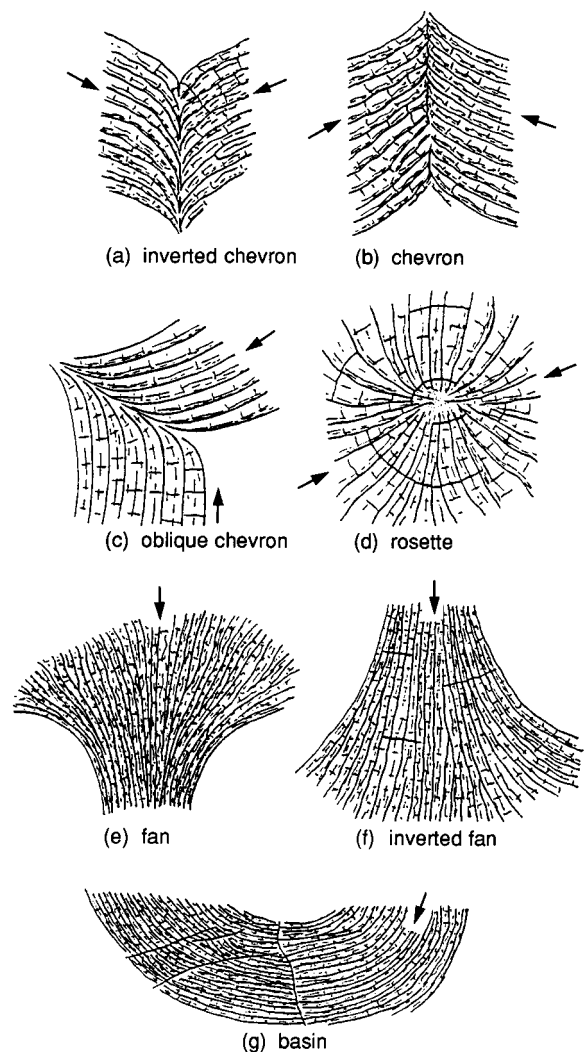 (a) inverted chevron
(b) chevron
(c) oblique chevron
(d) rosette
(e) fan
(f) inverted fan
(g) basin